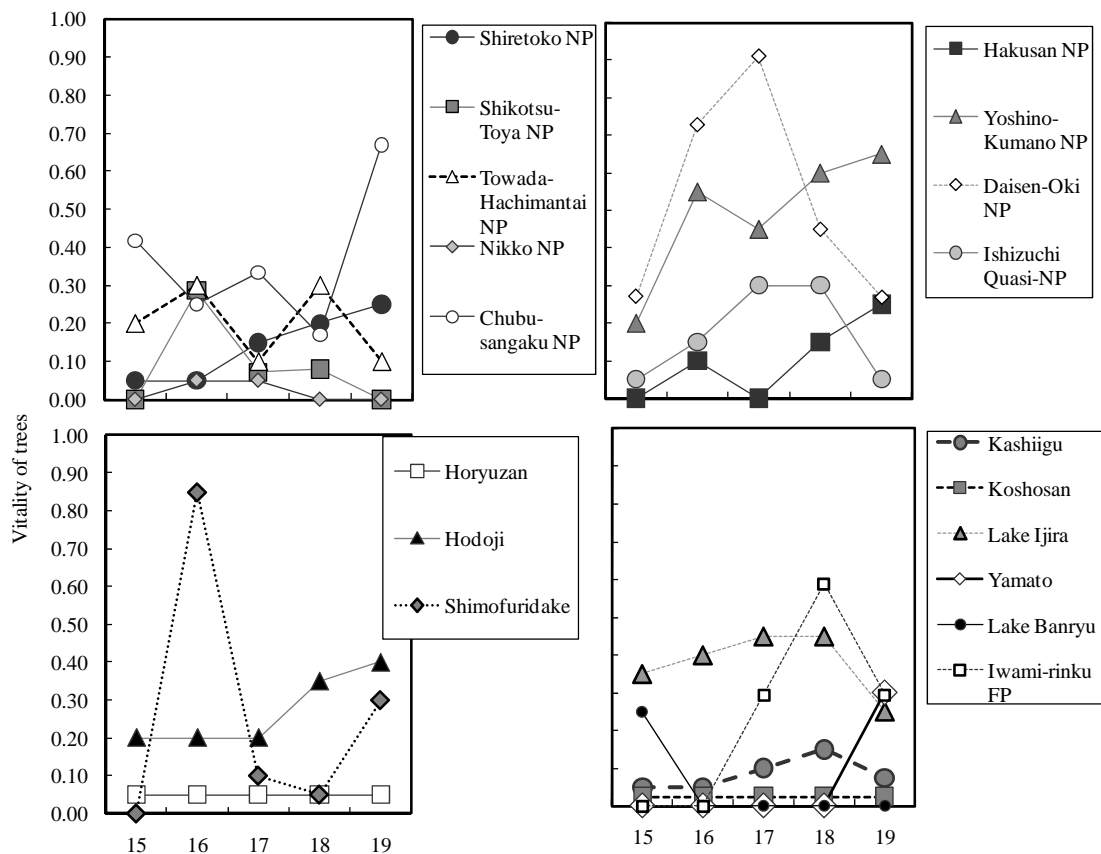 1.00
0.90
0.80
0.70
0.60
0.50
0.40
0.30
0.20
0.10
0.00
Shiretoko NP
Shikotsu-
Toya NP
Towada-
Hachimantai
NP
Nikko NP
Chubu-
sangaku NP
Hakusan NP
Yoshino-
Kumano NP
Daisen-Oki
NP
Ishizuchi
Quasi-NP
Vitality of trees
1.00
0.90
0.80
0.70
0.60
0.50
0.40
0.30
0.20
0.10
0.00
15 16 17 18 19
Horyuzan
Hodoji
Shimofuridake
15 16 17 18 19
Kashiigu
Koshosan
Lake Ijira
Yamato
Lake Banryu
Iwami-rinku
FP